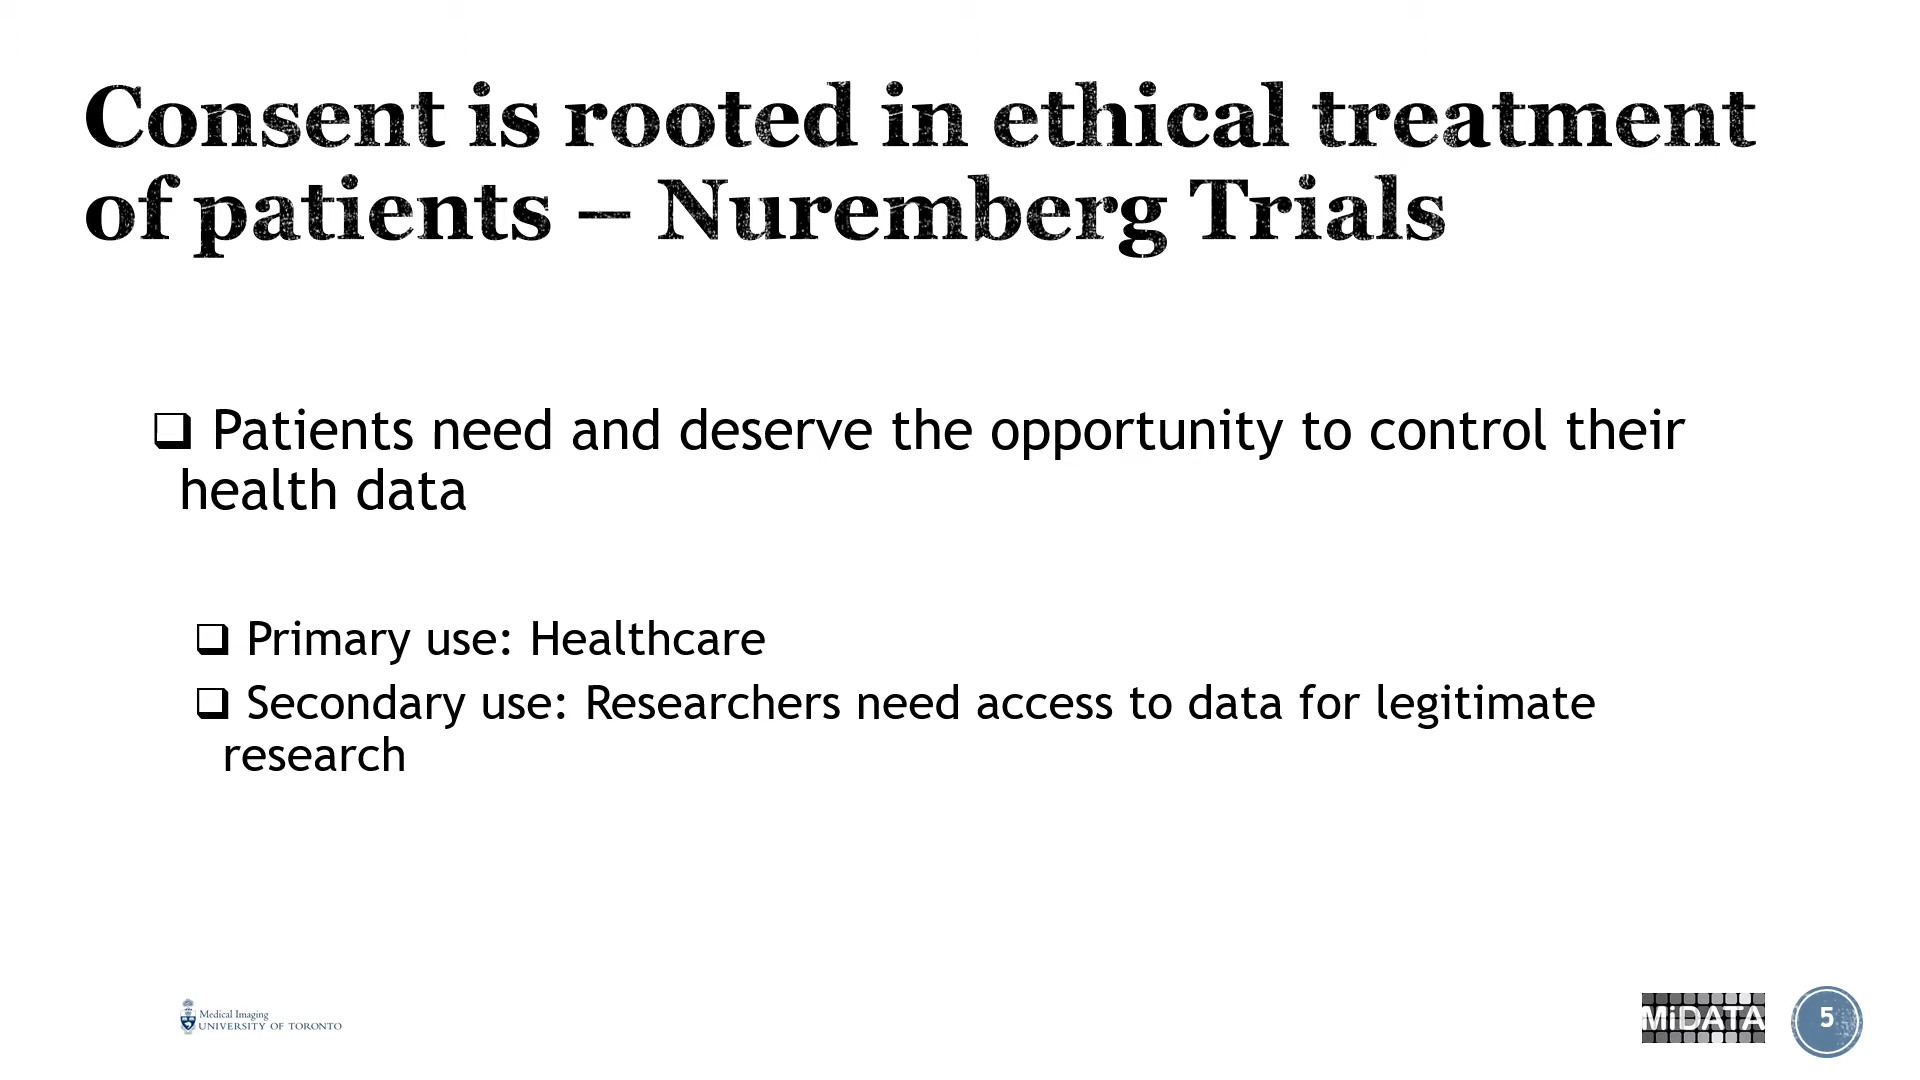 Consent is rooted in ethical treatment
of patients – Nuremberg Trials
❑ Patients need and deserve the opportunity to control their
health data
❑ Primary use: Healthcare
❑ Secondary use: Researchers need access to data for legitimate
research
Medical Imaging
UNIVERSITY OF TORONTO
MiDATA
5